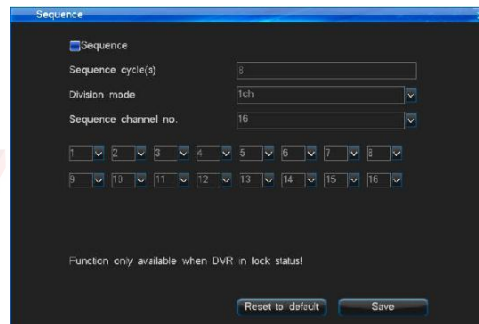 Sequence
Sequence
Sequence cycle(s) 8
Division mode 1ch
Sequence channel no. 16
1 2 3 4 5 6 7 8
9 10 11 12 13 14 15 16
Function only available when DVR in lock status!
Reset to default Save